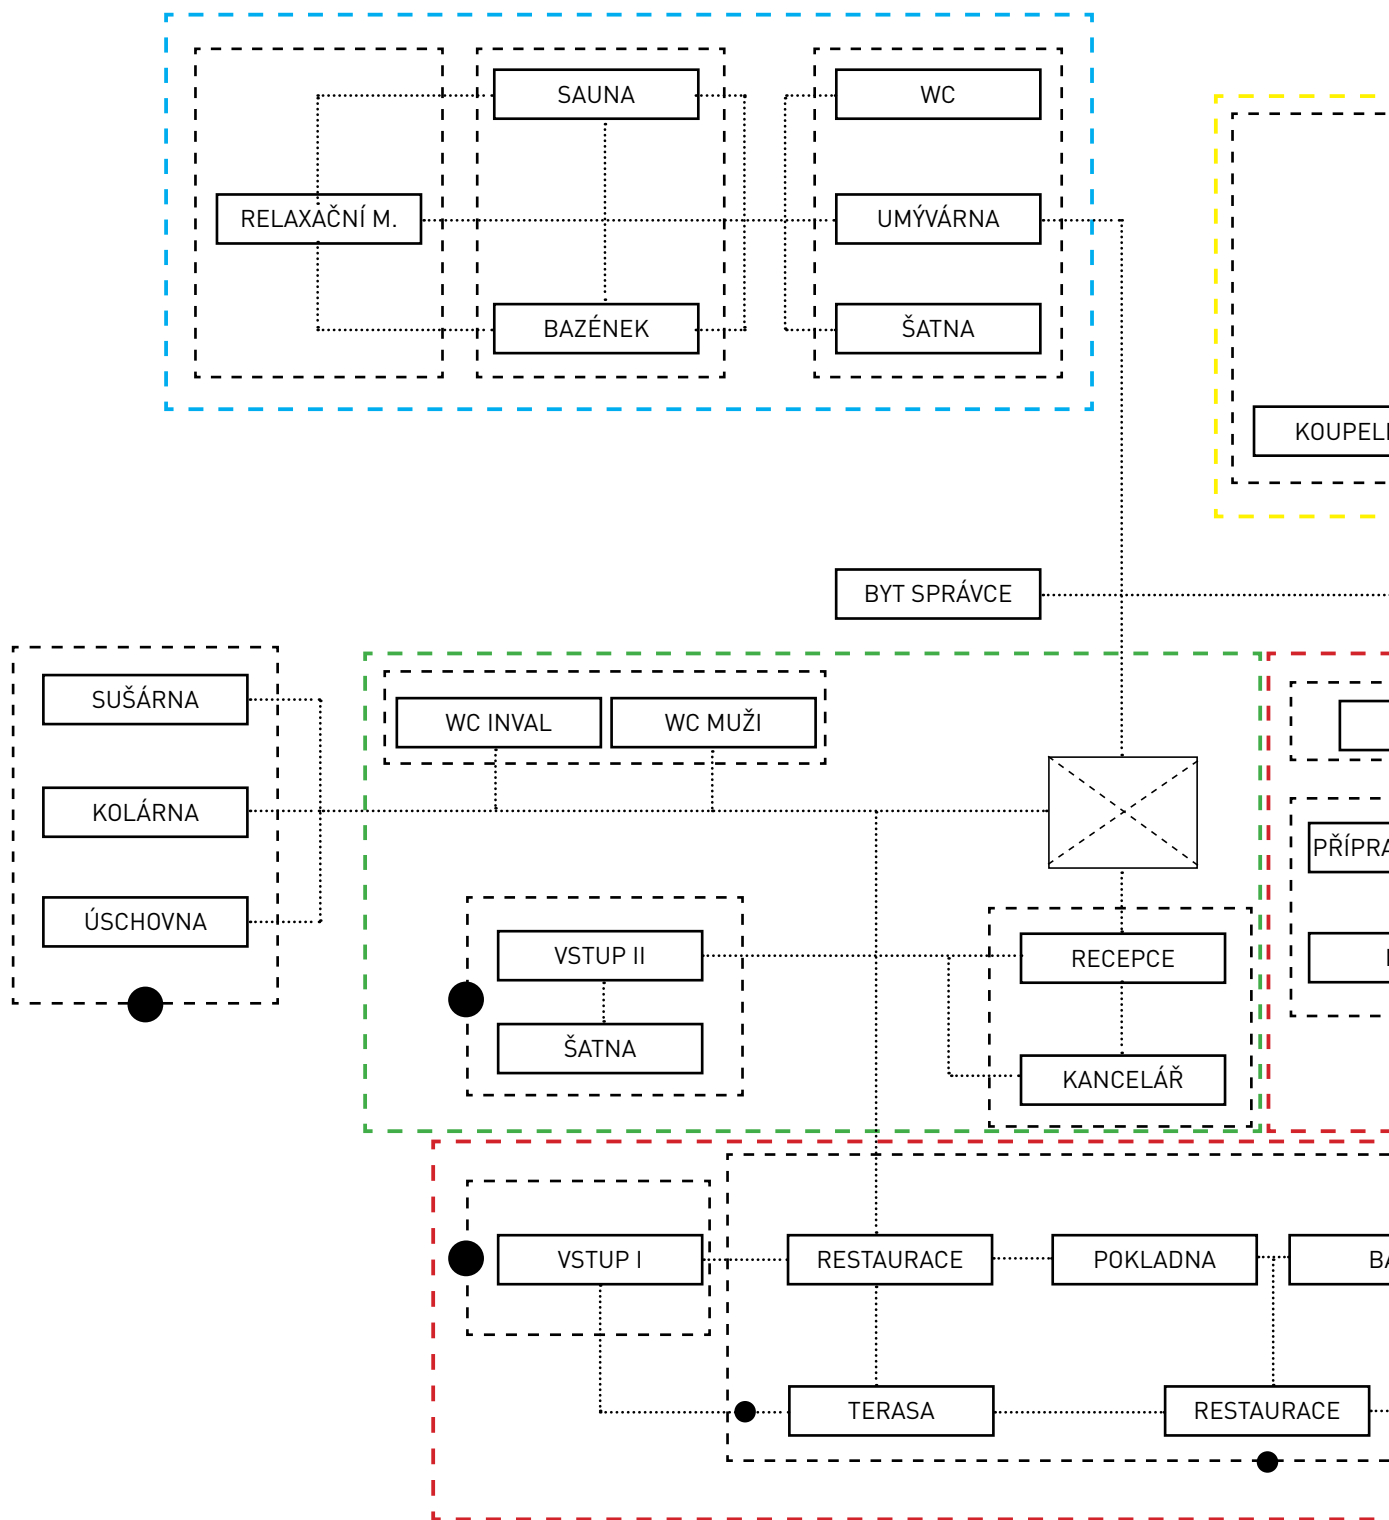 SAUNA
WC
RELAXAČNÍ M.
UMÝVÁRNA
BAZÉNEK
ŠATNA
BYT SPRÁVCE
SUŠÁRNA
WC INVAL
WC MUŽI
KOLÁRNA
ÚSCHOVNA
VSTUP II
RECEPCE
ŠATNA
KANCELÁŘ
VSTUP I
RESTAURACE
POKLADNA
TERASA
RESTAURACE